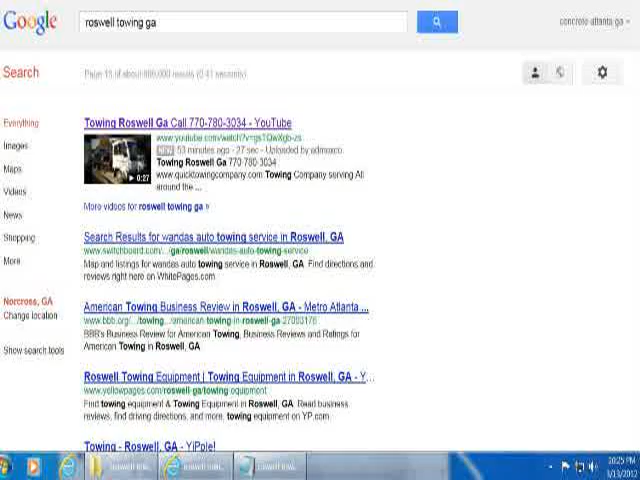 Google
roswell towing ga
concrete atlanta ga
Search
Page 15 of about 886,000 results (0.41 seconds)
Everything
Images
Maps
Videos
News
Shopping
More
Norcross, GA
Change location
Show search tools
Towing Roswell Ga Call 770-780-3034 - YouTube
53 minutes ago - 27 sec - Uploaded by
Towing Roswell Ga 770-780-3034
www.quicktowingcompany.com Towing Company serving All
around the ...
0:27
More videos for roswell towing ga »
Search Results for wandas auto towing service in Roswell, GA
www.switchboard.com/.../ga/roswell/wandas-auto-towing-service
Map and listings for wandas auto towing service in Roswell, GA. Find directions and
reviews right here on WhitePages.com
American Towing Business Review in Roswell, GA - Metro Atlanta ...
www.bbb.org/.../towing.../american-towing-in-roswell-ga-27003176
BBB's Business Review for American Towing, Business Reviews and Ratings for
American Towing in Roswell, GA
Roswell Towing Equipment | Towing Equipment in Roswell, GA - Y...
www.yellowpages.com/roswell-ga/towing equipment
Find towing equipment & Towing Equipment in Roswell, GA. Read business
reviews, find driving directions, and more, towing equipment on YP.com
Towing - Roswell, GA - YiPpie!
10:25 PM
3/13/2012